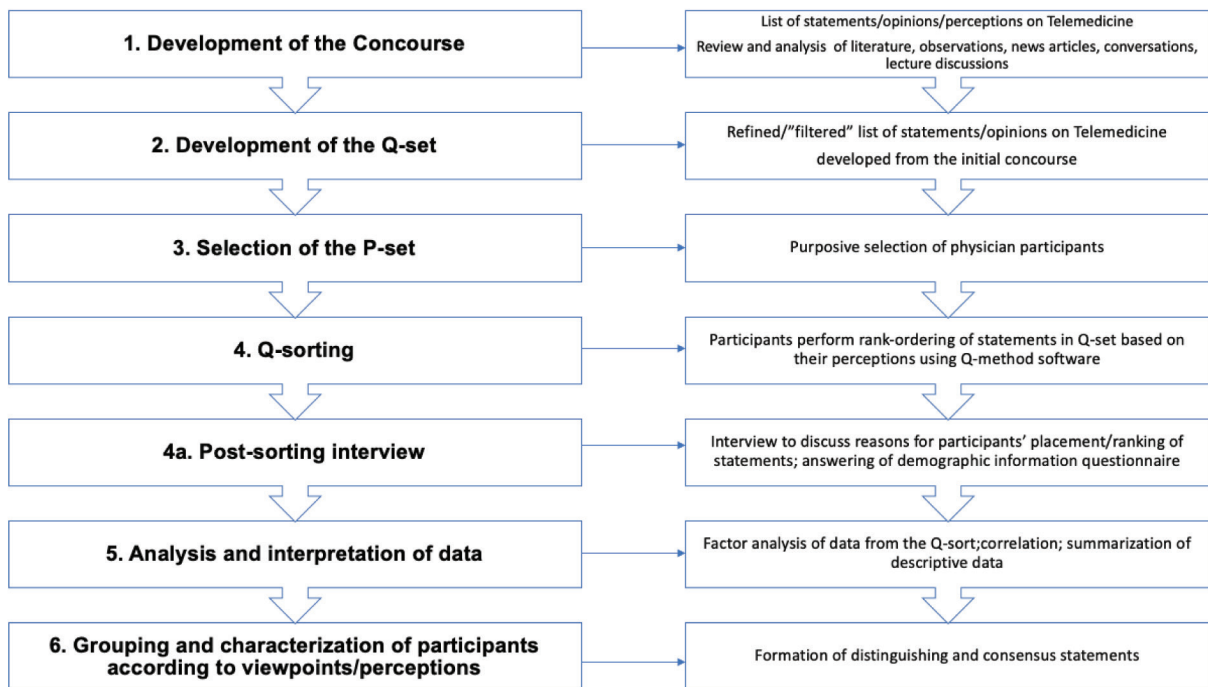 1. Development of the Concourse
List of statements/opinions/perceptions on Telemedicine
Review and analysis of literature, observations, news articles, conversations,
lecture discussions
2. Development of the Q-set
Refined/”filtered” list of statements/opinions on Telemedicine
developed from the initial concourse
3. Selection of the P-set
Purposive selection of physician participants
4. Q-sorting
Participants perform rank-ordering of statements in Q-set based on
their perceptions using Q-method software
4a. Post-sorting interview
Interview to discuss reasons for participants’ placement/ranking of
statements; answering of demographic information questionnaire
5. Analysis and interpretation of data
Factor analysis of data from the Q-sort;correlation; summarization of
descriptive data
6. Grouping and characterization of participants
according to viewpoints/perceptions
Formation of distinguishing and consensus statements